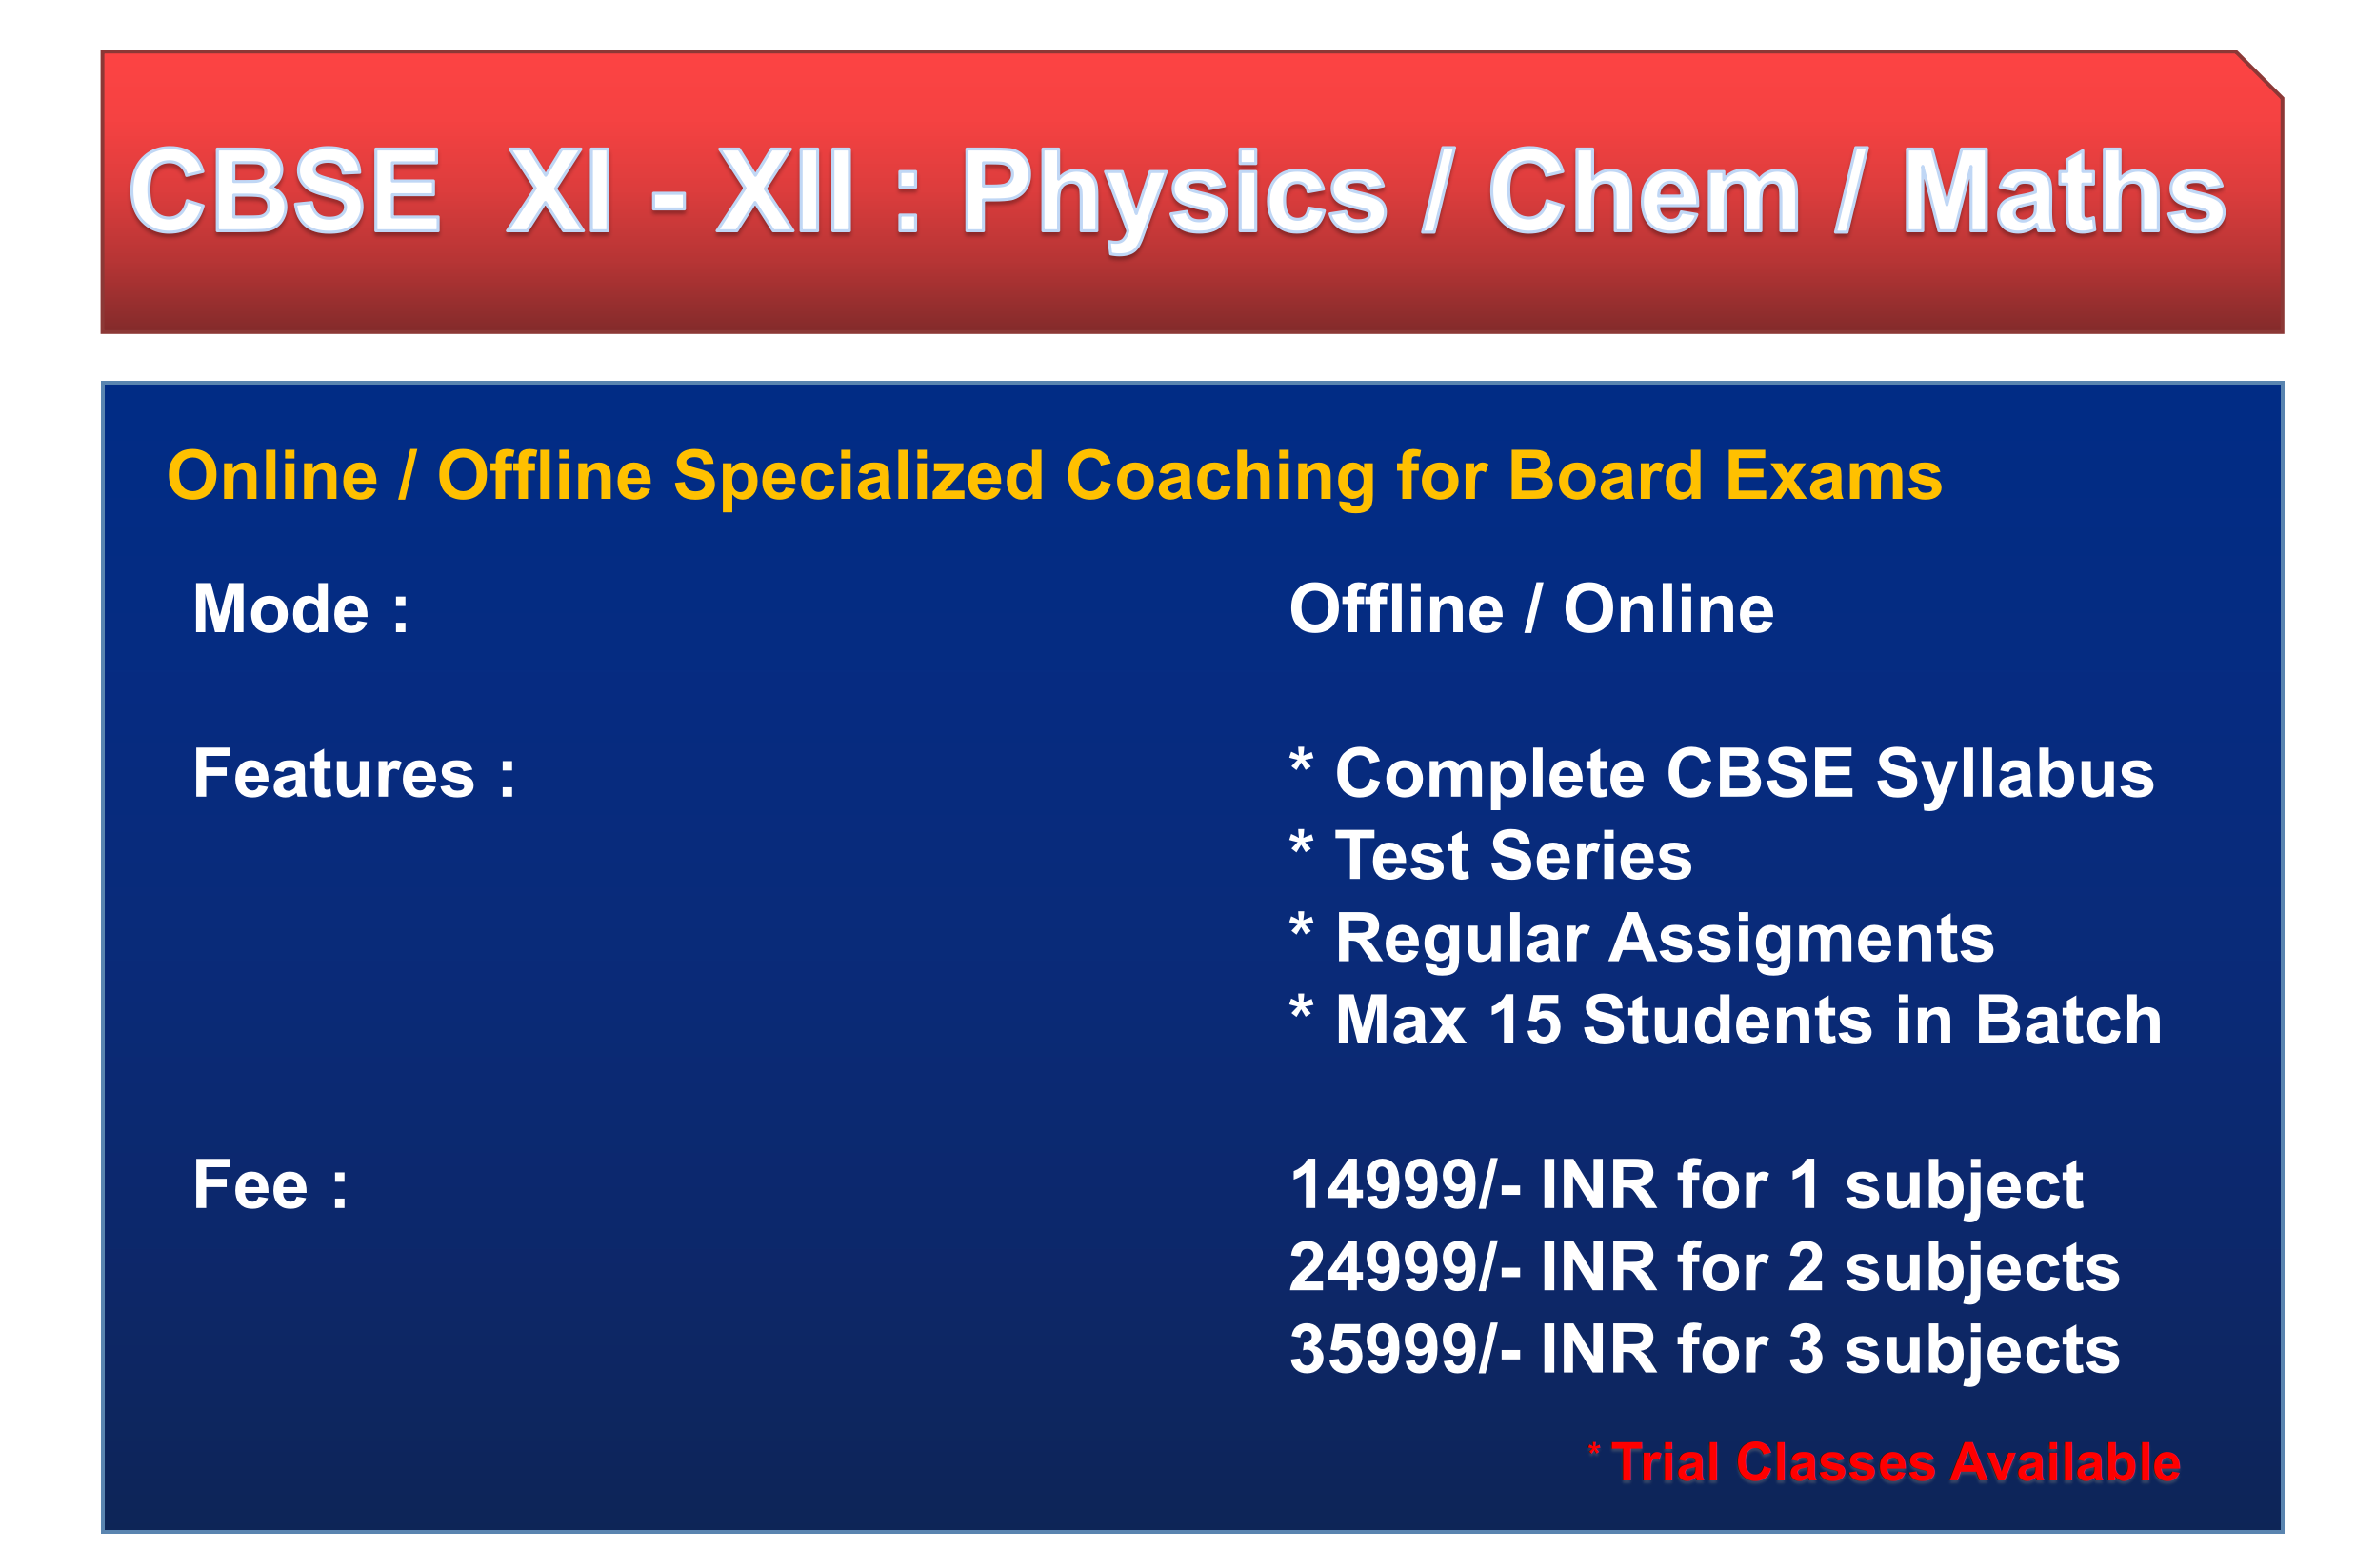 CBSE XI - XII : Physics / Chem / Maths
Online / Offline Specialized Coaching for Board Exams
Mode : Offline / Online
Features : * Complete CBSE Syllabus
* Test Series
* Regular Assigments
* Max 15 Students in Batch
Fee : 14999/- INR for 1 subject
24999/- INR for 2 subjects
35999/- INR for 3 subjects
* Trial Classes Available